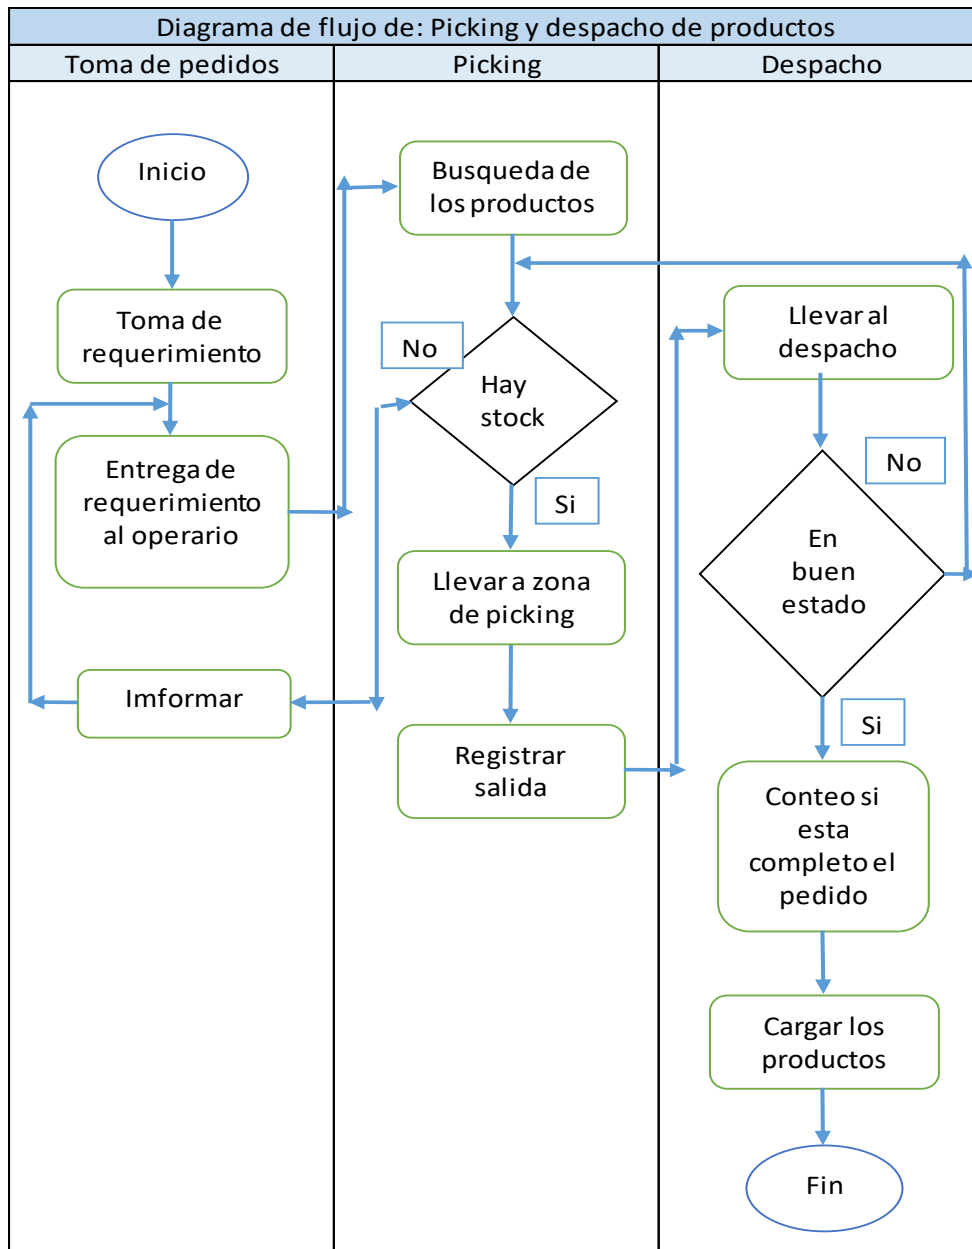 Diagrama de flujo de: Picking y despacho de productos
Toma de pedidos
Picking
Despacho
Inicio
Toma de
requerimiento
Entrega de
requerimiento
al operario
Imformar
Busqueda de
los productos
No
Hay
stock
Si
Llevar a zona
de picking
Registrar
salida
Llevar al
despacho
No
En
buen
estado
Si
Conteo si
esta
completo el
pedido
Cargar los
productos
Fin